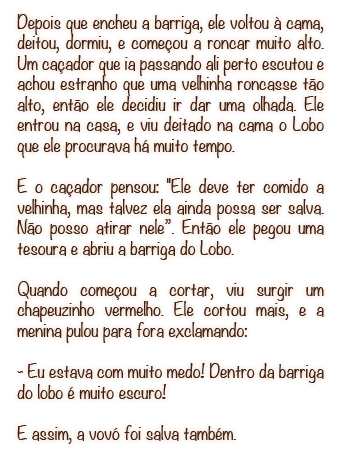 Depois que encheu a barriga, ele voltou à cama,
deitou, dormiu, e começou a roncar muito alto.
Um caçador que ia passando ali perto escutou e
achou estranho que uma velhinha roncasse tão
alto, então ele decidiu ir dar uma olhada. Ele
entrou na casa, e viu deitado na cama o Lobo
que ele procurava há muito tempo.

E o caçador pensou: "Ele deve ter comido a
velhinha, mas talvez ela ainda possa ser salva.
Não posso atirar nele”. Então ele pegou uma
tesoura e abriu a barriga do Lobo.

Quando começou a cortar, viu surgir um
chapeuzinho vermelho. Ele cortou mais, e a
menina pulou para fora exclamando:

- Eu estava com muito medo! Dentro da barriga
do lobo é muito escuro!

E assim, a vovó foi salva também.